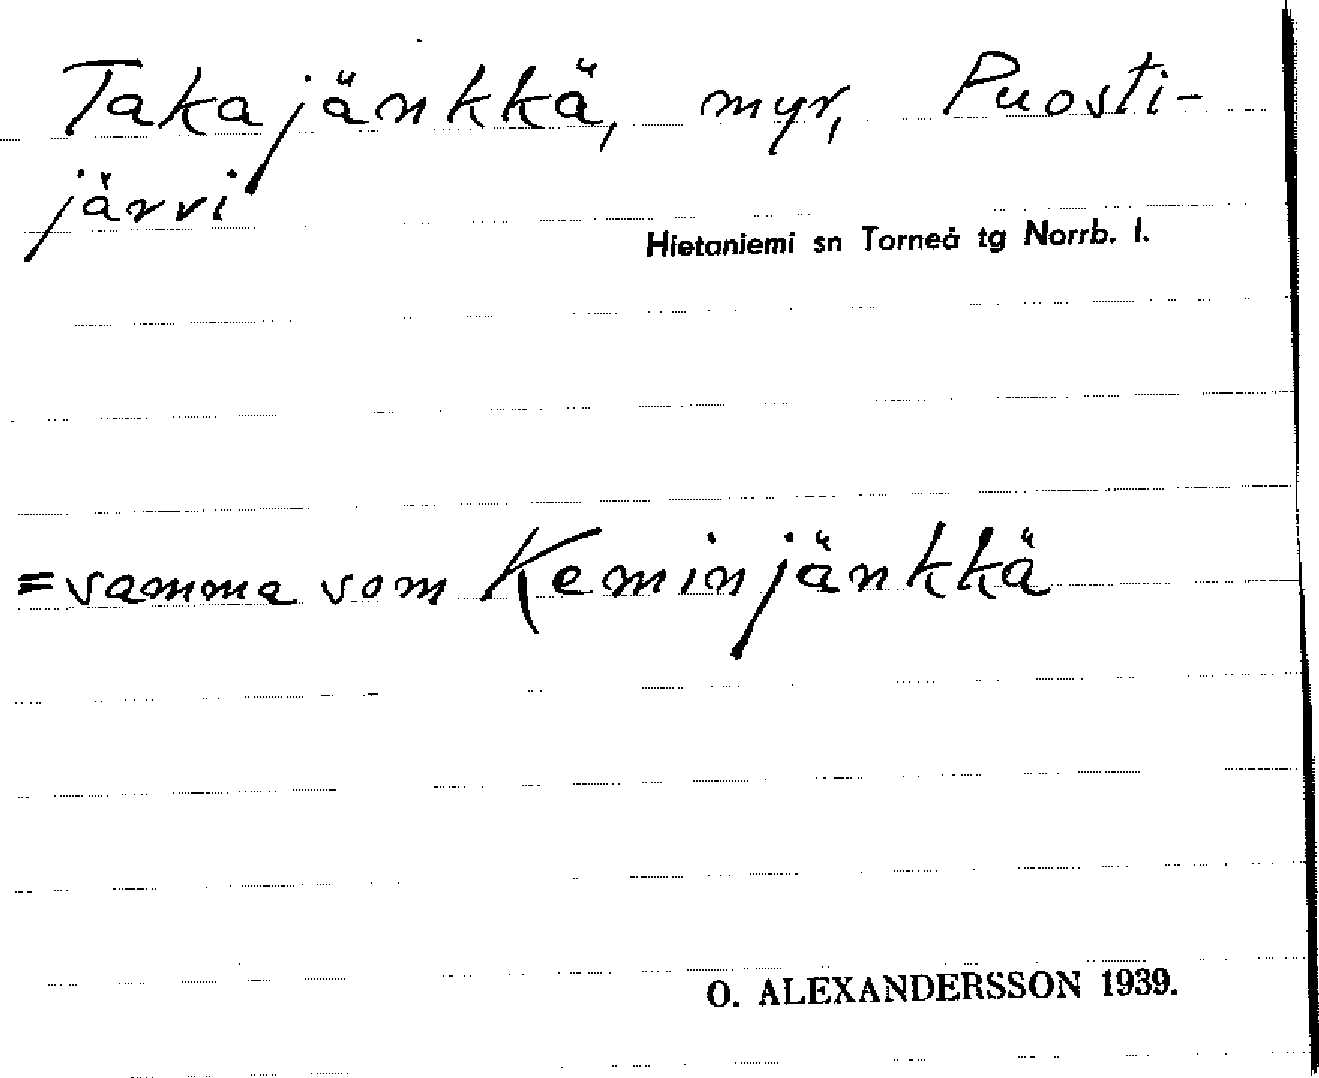 Takajänkkä, myr, Puosti-
järvi
Hietaniemi sn Torneå tg Norrb. l.
=samma som Keminjänkkä
O. ALEXANDERSSON 1939.